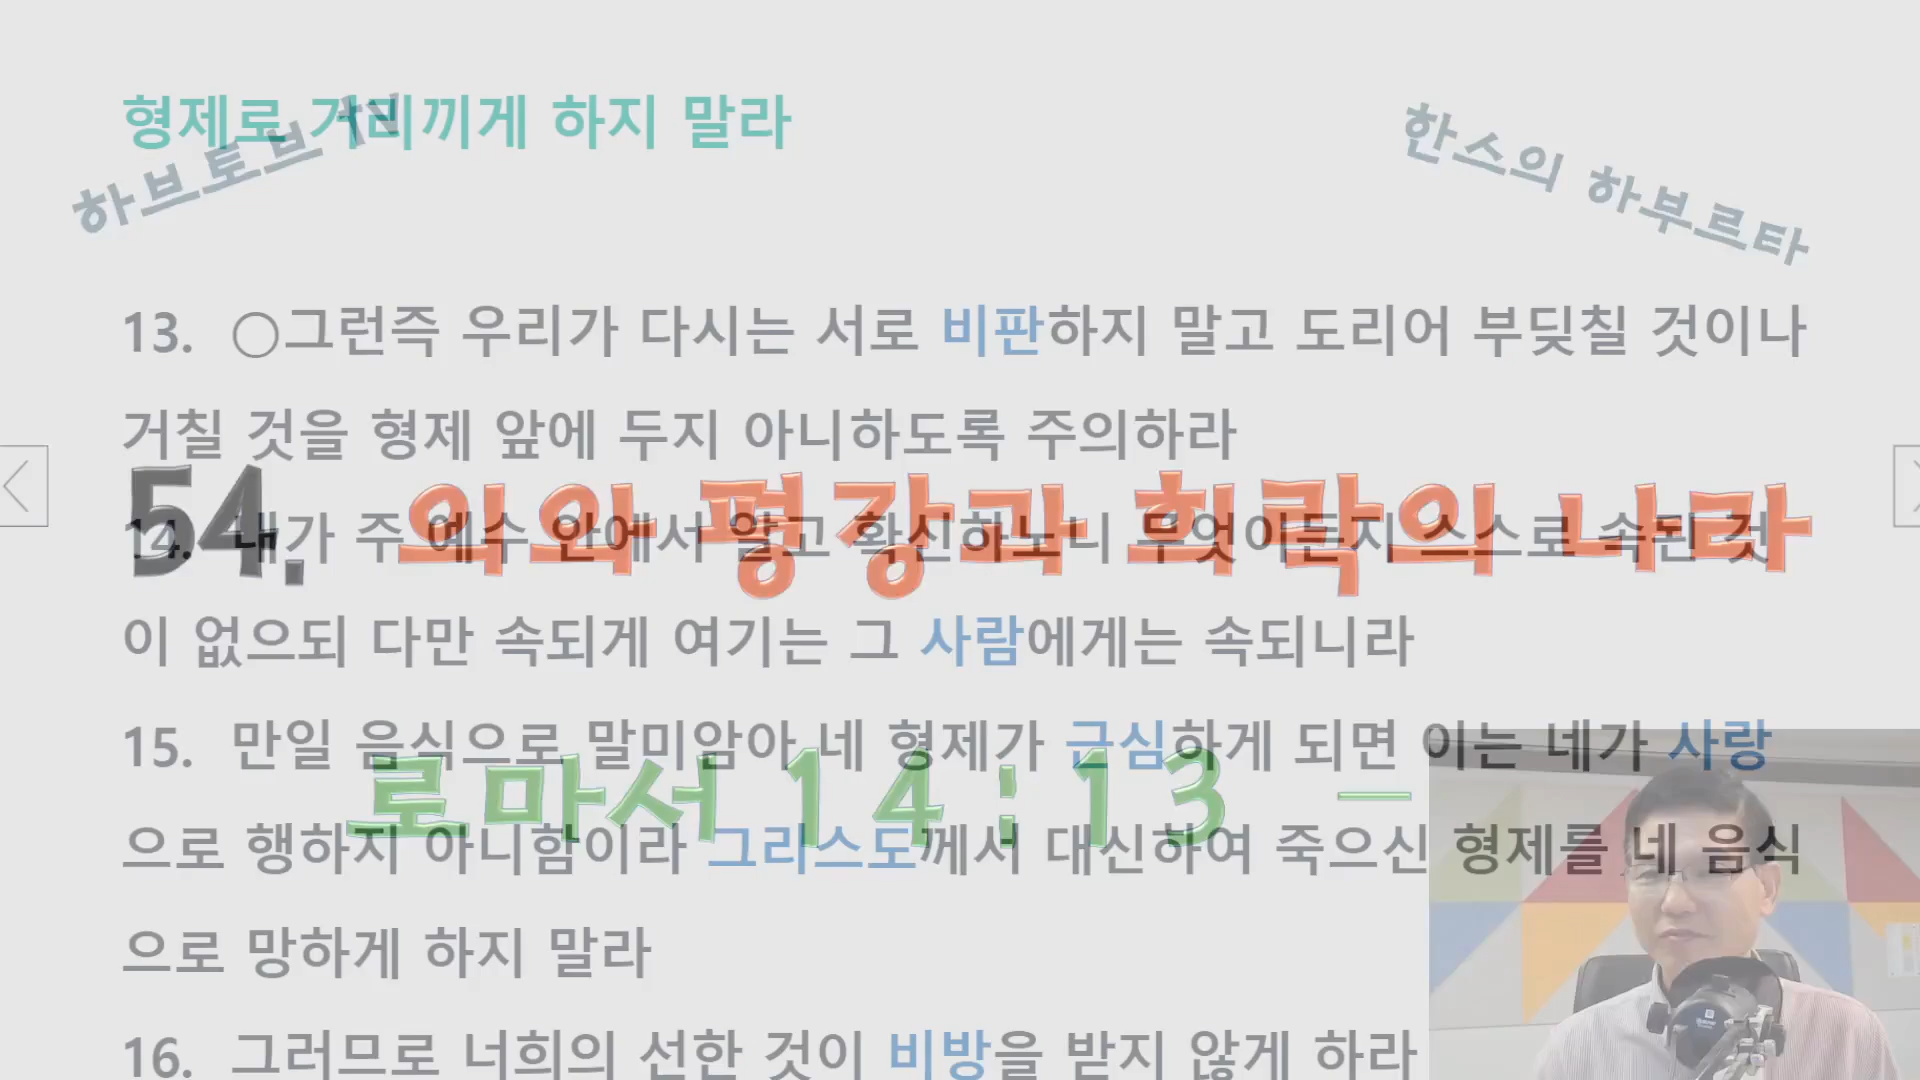 형제로 거리끼게 하지 말라
하브토브 TV
한스의 하부르타
13. ○그런즉 우리가 다시는 서로 비판하지 말고 도리어 부딪칠 것이나
거칠 것을 형제 앞에 두지 아니하도록 주의하라
54. 의와 평강과 희락의 나라
14. 내가 주 예수 안에서 알고 확신하노니 무엇이든지 스스로 속된 것
이 없으되 다만 속되게 여기는 그 사람에게는 속되니라
15. 만일 음식으로 말미암아 네 형제가 근심하게 되면 이는 네가 사랑
로마서 14 : 13 —
으로 행하지 아니함이라 그리스도께서 대신하여 죽으신 형제를 네 음식
으로 망하게 하지 말라
16. 그러므로 너희의 선한 것이 비방을 받지 않게 하라